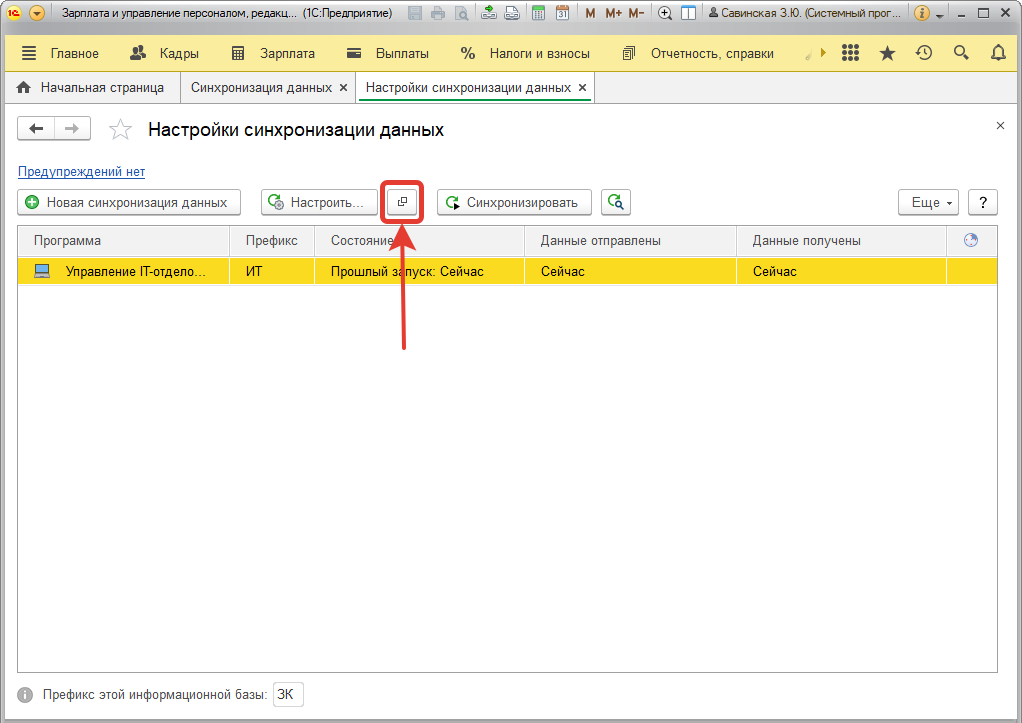 Зарплата и управление персоналом, редакц... (1С:Предприятие) 31 M M+ M- Савинская З.Ю. (Системный прог... i
Главное Кадры Зарплата Выплаты % Налоги и взносы Отчетность, справки
Начальная страница Синхронизация данных × Настройки синхронизации данных ×
Настройки синхронизации данных ×
Предупреждений нет
Новая синхронизация данных Настроить... Синхронизировать Еще ?
Программа Префикс Состояние Данные отправлены Данные получены
Управление IT-отдело... ИТ Прошлый запуск: Сейчас Сейчас Сейчас
i Префикс этой информационной базы: ЗК